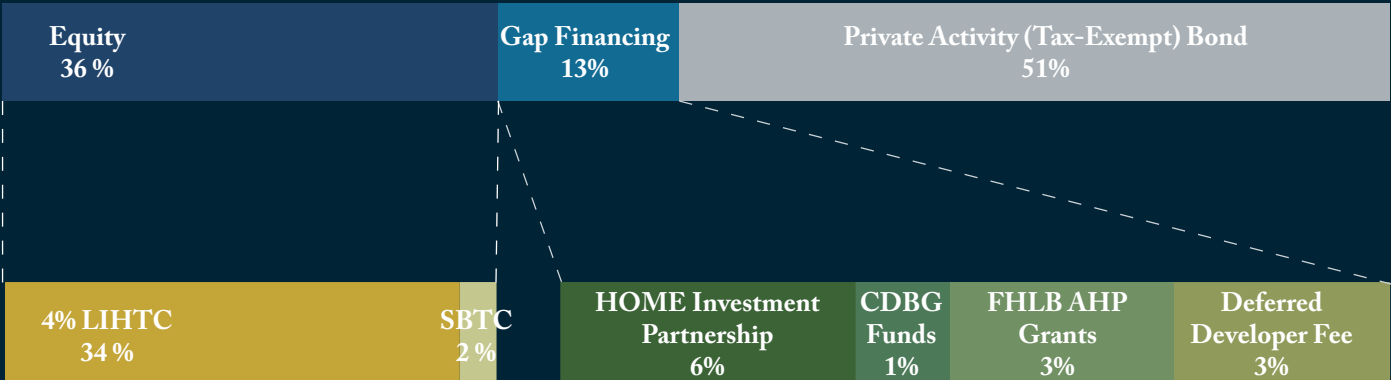 Equity
36 %
Gap Financing
13%
Private Activity (Tax-Exempt) Bond
51%
4% LIHTC
34 %
SBTC
2 %
HOME Investment
Partnership
6%
CDBG
Funds
1%
FHLB AHP
Grants
3%
Deferred
Developer Fee
3%